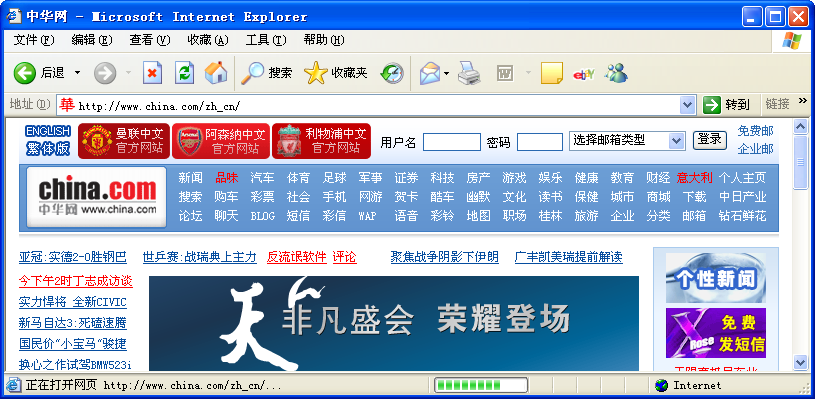 中华网 - Microsoft Internet Explorer
文件(F) 编辑(E) 查看(V) 收藏(A) 工具(T) 帮助(H)
后退 搜索 收藏夹 W ebY
地址(D) 華 http://www.china.com/zh_cn/ 转到 链接 »
ENGLISH 繁体版 曼联中文 官方网站 阿森纳中文 官方网站 利物浦中文 官方网站 用户名 密码 选择邮箱类型 登录 免费邮 企业邮
china.com
中华网 www.china.com
新闻 品味 汽车 体育 足球 军事 证券 科技 房产 游戏 娱乐 健康 教育 财经 意大利 个人主页
搜索 购车 彩票 社会 手机 网游 贺卡 酷车 幽默 文化 读书 保健 城市 商城 下载 中日产业
论坛 聊天 BLOG 短信 彩信 WAP 语音 彩铃 地图 职场 桂林 旅游 企业 分类 邮箱 钻石鲜花
亚冠:实德2-0胜钢巴 世乒赛:战瑞典上主力 反流氓软件 评论 聚焦战争阴影下伊朗 广丰凯美瑞提前解读
今下午2时丁志成访谈
实力悍将 全新CIVIC
新马自达3:死磕速腾
国民价"小宝马"骏捷
换心之作试驾BMW523i
天 非凡盛会 荣耀登场
个性新闻
X Rose 免费发短信
正在打开网页 http://www.china.com/zh_cn/... Internet